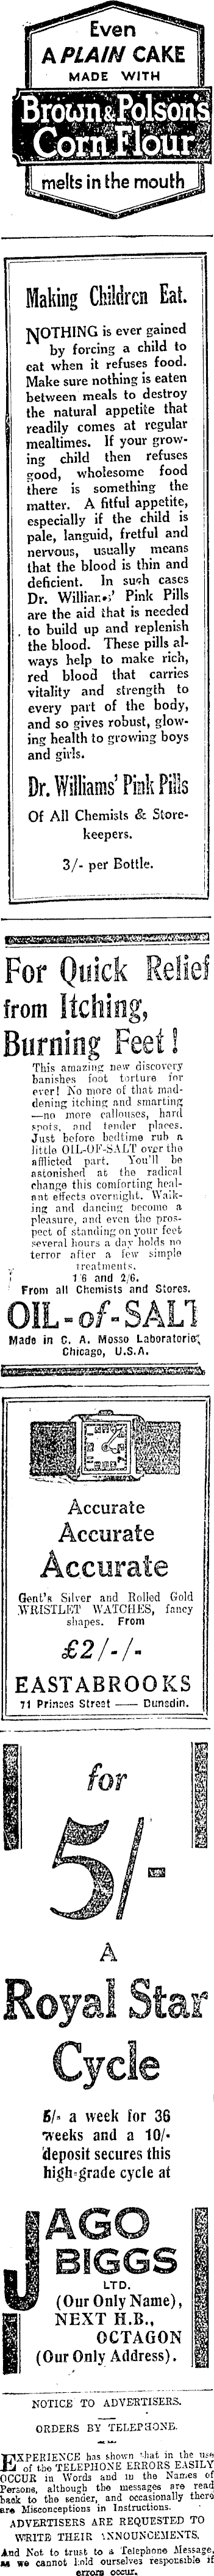 Even
A PLAIN CAKE
MADE WITH
Brown & Polson's
Corn Flour
melts in the mouth
Making Children Eat.
NOTHING is ever gained
by forcing a child to
eat when it refuses food.
Make sure nothing is eaten
between meals to destroy
the natural appetite that
readily comes at regular
mealtimes. If your grow-
ing child then refuses
good, wholesome food
there is something the
matter. A fitful appetite,
especially if the child is
pale, languid, fretful and
nervous, usually means
that the blood is thin and
deficient. In such cases
Dr. Williams' Pink Pills
are the aid that is needed
to build up and replenish
the blood. These pills al-
ways help to make rich,
red blood that carries
vitality and strength to
every part of the body,
and so gives robust, glow-
ing health to growing boys
and girls.
Dr. Williams' Pink Pills
Of All Chemists & Store-
keepers.
3/- per Bottle.
For Quick Relief
from Itching,
Burning Feet!
This amazing new discovery
banishes foot torture for
ever! No more of that mad-
dening itching and smarting
—no more callouses, hard
spots, and tender places.
Just before bedtime rub a
little OIL-OF-SALT over the
afflicted part. You'll be
astonished at the radical
change this comforting heal-
ant effects overnight. Walk-
ing and dancing become a
pleasure, and even the pros-
pect of standing on your feet
several hours a day holds no
terror after a few simple
treatments.
1/6 and 2/6.
From all Chemists and Stores.
OIL-of-SALT
Made in C. A. Mosso Laboratories,
Chicago, U.S.A.
Accurate
Accurate
Accurate
Gent's Silver and Rolled Gold
WRISTLET WATCHES, fancy
shapes. From
£2/-/-
EASTABROOKS
71 Princes Street — Dunedin.
for
5/-
A
Royal Star
Cycle
5/- a week for 36
weeks and a 10/-
deposit secures this
high-grade cycle at
JAGO
BIGGS
LTD.
(Our Only Name),
NEXT H.B.,
OCTAGON
(Our Only Address).
NOTICE TO ADVERTISERS.
ORDERS BY TELEPHONE.
EXPERIENCE has shown that in the use
of the TELEPHONE ERRORS EASILY
OCCUR in Words and in the Names of
Persons, although the messages are read
back to the sender, and occasionally there
are Misconceptions in Instructions.
ADVERTISERS ARE REQUESTED TO
WRITE THEIR ANNOUNCEMENTS,
And Not to trust to a Telephone Message,
as we cannot hold ourselves responsible if
errors occur.